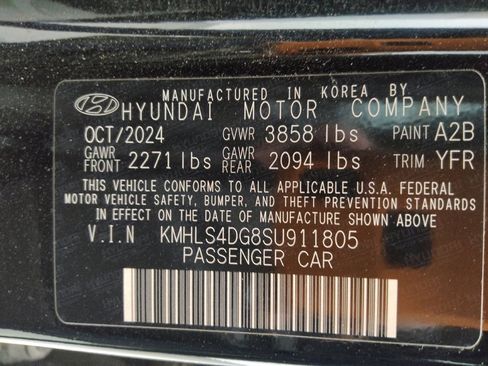 MANUFACTURED IN KOREA BY
HYUNDAI MOTOR COMPANY
OCT/2024 GVWR 3858 lbs PAINT A2B
GAWR FRONT 2271 lbs GAWR REAR 2094 lbs TRIM YFR
THIS VEHICLE CONFORMS TO ALL APPLICABLE U.S.A. FEDERAL
MOTOR VEHICLE SAFETY, BUMPER, AND THEFT PREVENTION STANDARDS
IN EFFECT ON THE DATE OF MANUFACTURE SHOWN ABOVE
V.I.N KMHLS4DG8SU911805
PASSENGER CAR